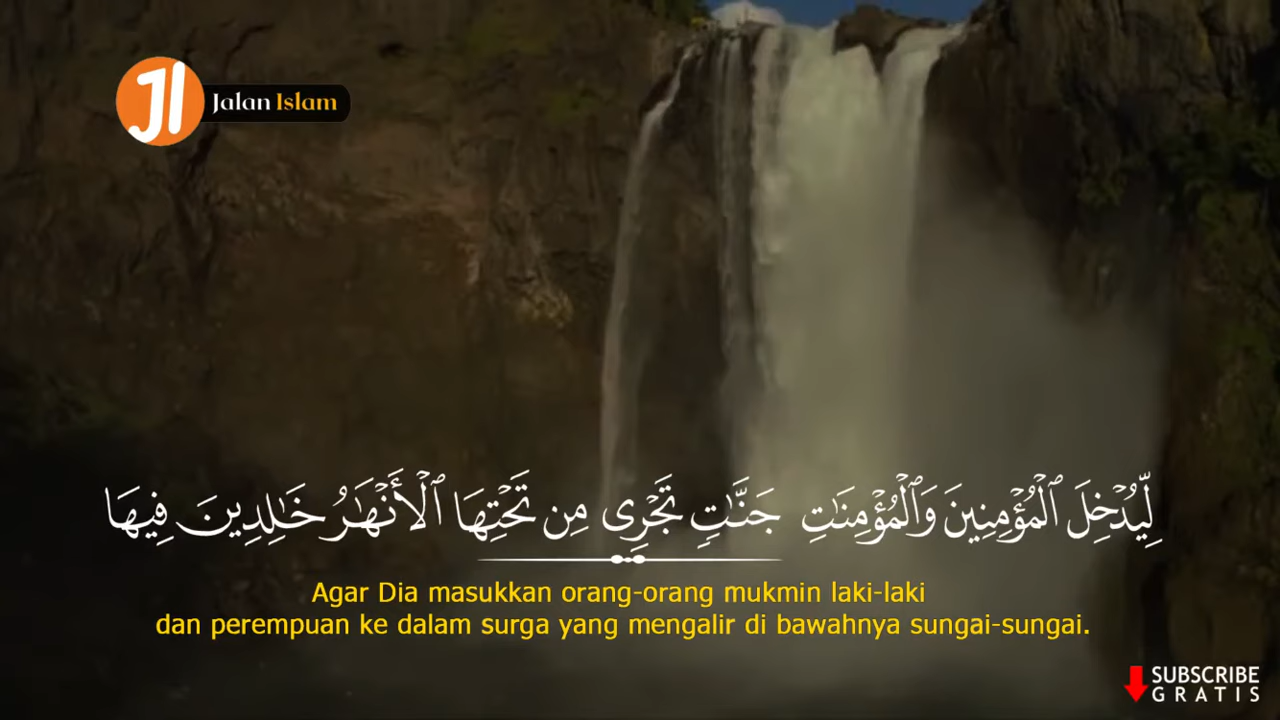 JI
Jalan Islam
لِّيُدْخِلَ ٱلْمُؤْمِنِينَ وَٱلْمُؤْمِنَٰتِ جَنَّٰتٍ تَجْرِى مِن تَحْتِهَا ٱلْأَنْهَٰرُ خَٰلِدِينَ فِيهَا
Agar Dia masukkan orang-orang mukmin laki-laki
dan perempuan ke dalam surga yang mengalir di bawahnya sungai-sungai.
SUBSCRIBE
GRATIS